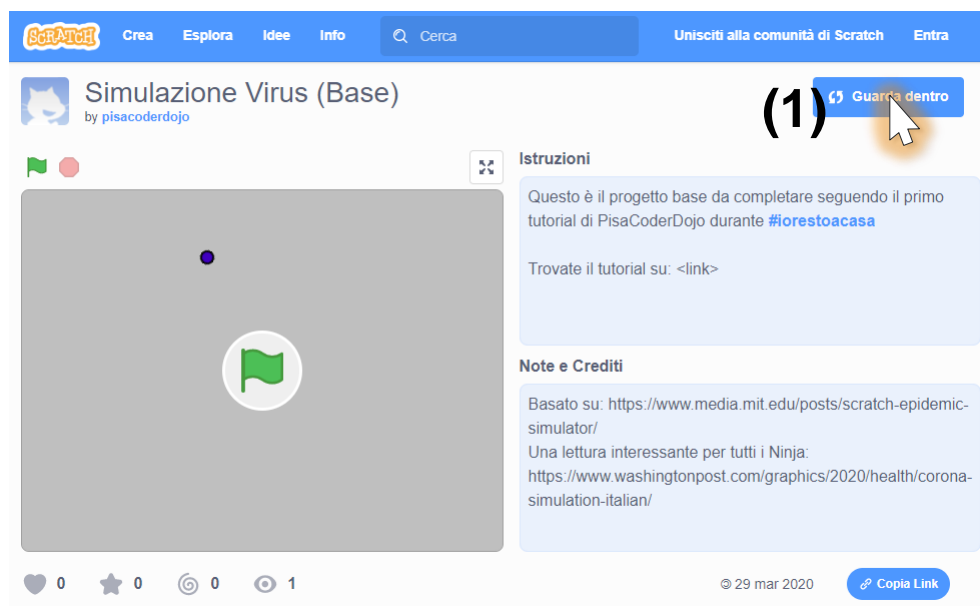 SCRATCH Crea Esplora Idee Info Cerca Unisciti alla comunità di Scratch Entra
Simulazione Virus (Base)
by pisacoderdojo
(1)
Guarda dentro
Istruzioni
Questo è il progetto base da completare seguendo il primo
tutorial di PisaCoderDojo durante #iorestoacasa
Trovate il tutorial su: <link>
Note e Crediti
Basato su: https://www.media.mit.edu/posts/scratch-epidemic-
simulator/
Una lettura interessante per tutti i Ninja:
https://www.washingtonpost.com/graphics/2020/health/corona-
simulation-italian/
0 0 0 1
© 29 mar 2020
Copia Link